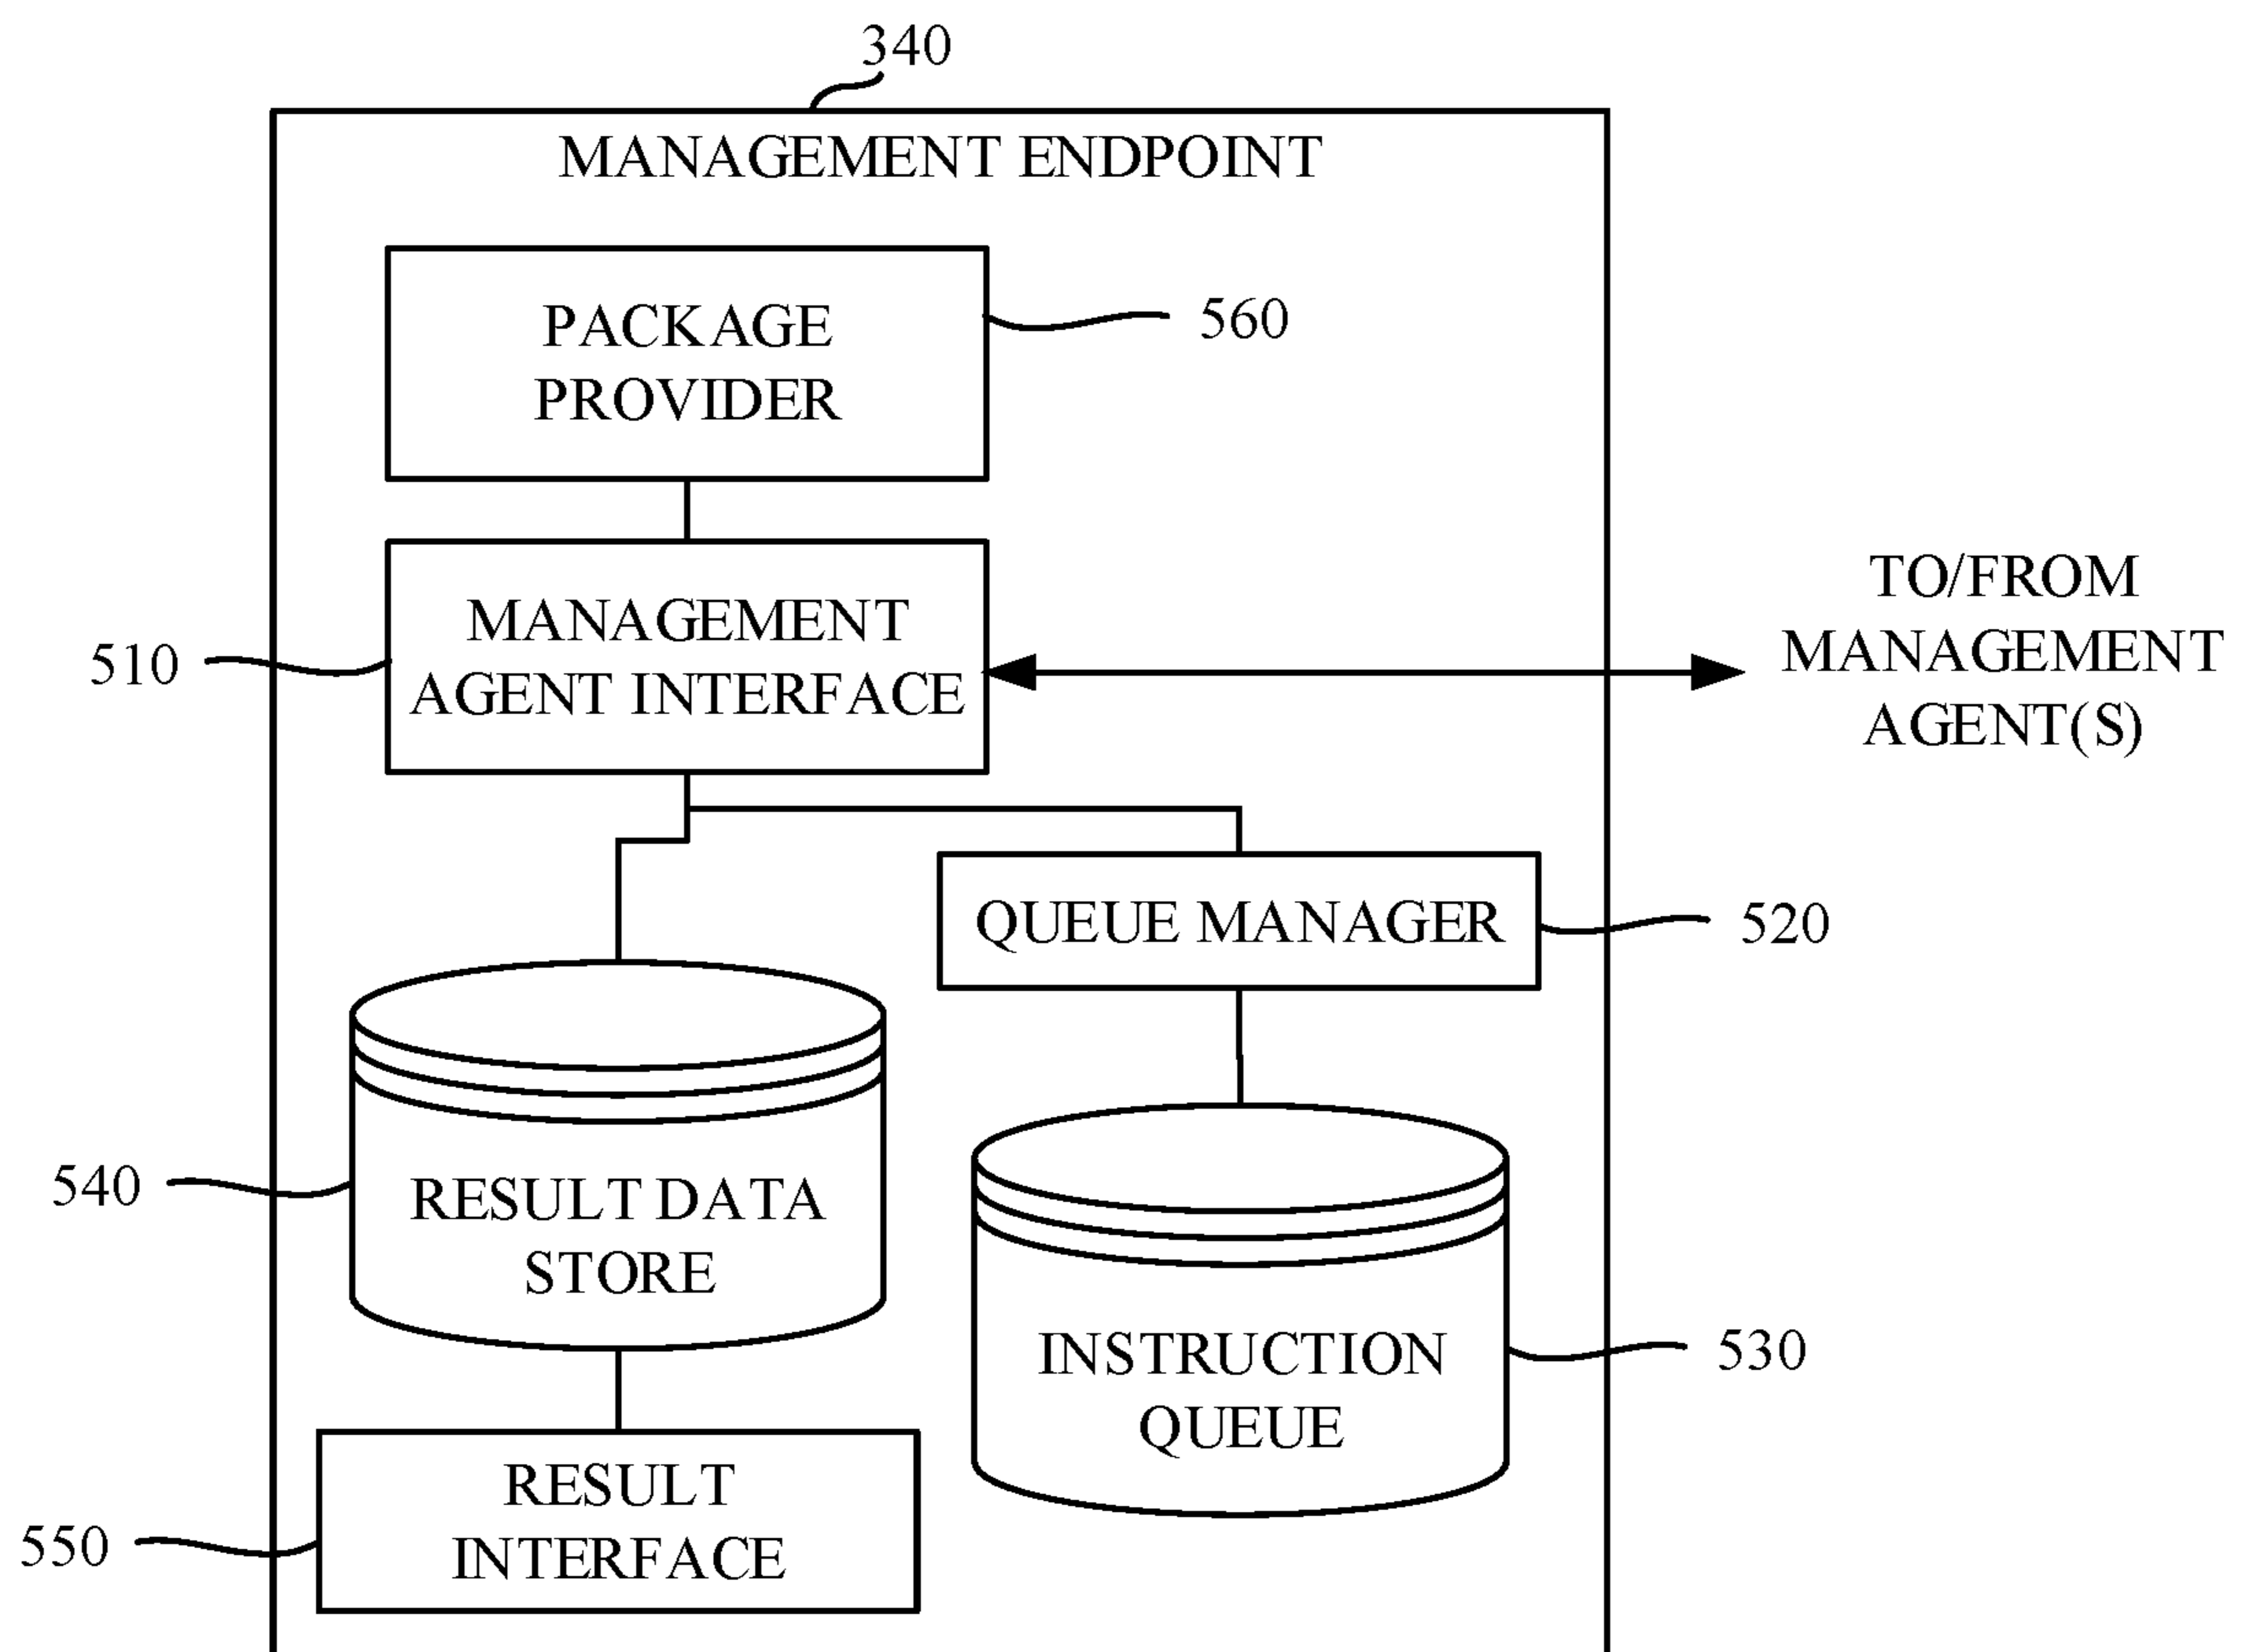 340
MANAGEMENT ENDPOINT
PACKAGE
PROVIDER
560
MANAGEMENT
AGENT INTERFACE
510
TO/FROM
MANAGEMENT
AGENT(S)
QUEUE MANAGER
520
RESULT DATA
STORE
540
INSTRUCTION
QUEUE
530
RESULT
INTERFACE
550